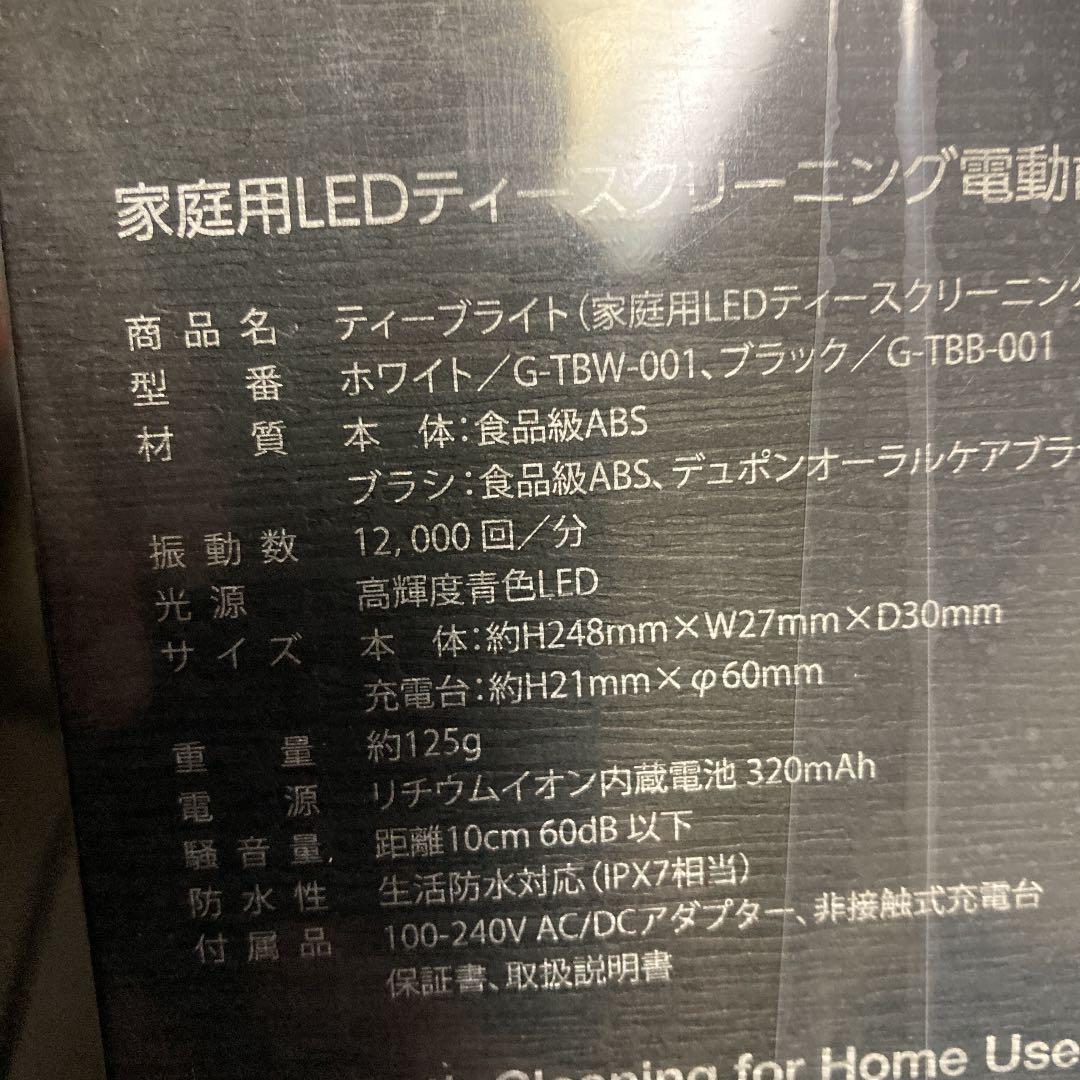 家庭用LEDティースクリーニング電動
商品名 ティーブライト(家庭用LEDティースクリーニング
型番 ホワイト/G-TBW-001、ブラック/G-TBB-001
材質 本 体:食品級ABS
ブラシ:食品級ABS、デュポンオーラルケアブラ
振動数 12,000回/分
光源 高輝度青色LED
サイズ 本 体:約H248mm×W27mm×D30mm
充電台:約H21mm×φ60mm
重量 約125g
電源 リチウムイオン内蔵電池 320mAh
騒音量 距離10cm 60dB 以下
防水性 生活防水対応(IPX7相当)
付属品 100-240V AC/DCアダプター、非接触式充電台
保証書、取扱説明書
Cleaning for Home Use